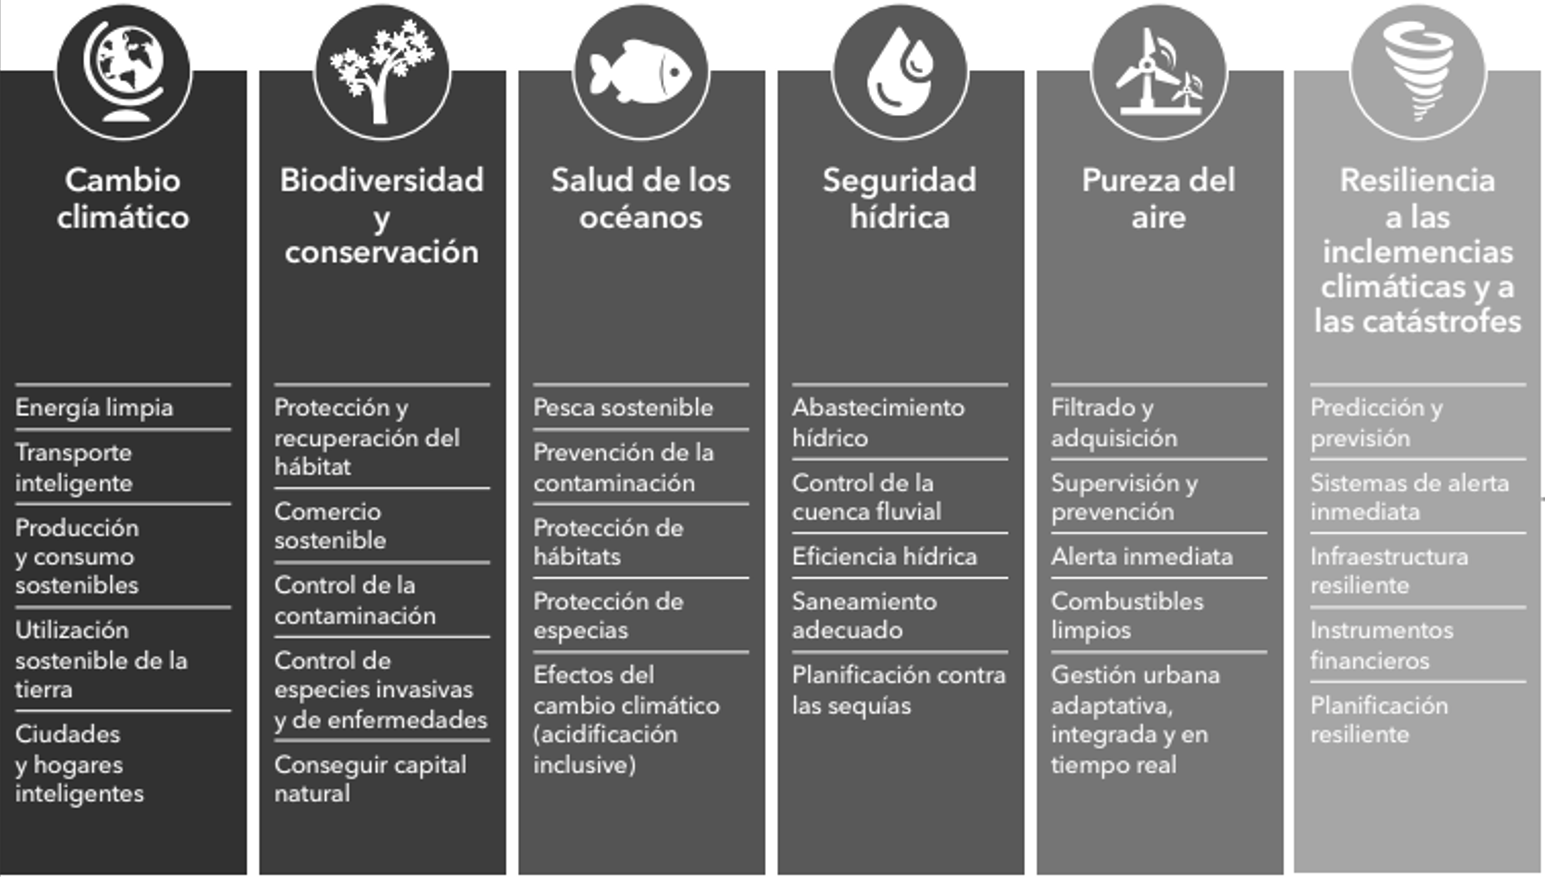 Cambio
climático
Energía limpia
Transporte
inteligente
Producción
y consumo
sostenibles
Utilización
sostenible de la
tierra
Ciudades
y hogares
inteligentes
Biodiversidad
y
conservación
Protección y
recuperación del
hábitat
Comercio
sostenible
Control de la
contaminación
Control de
especies invasivas
y de enfermedades
Conseguir capital
natural
Salud de los
océanos
Pesca sostenible
Prevención de la
contaminación
Protección de
hábitats
Protección de
especias
Efectos del
cambio climático
(acidificación
inclusive)
Seguridad
hídrica
Abastecimiento
hídrico
Control de la
cuenca fluvial
Eficiencia hídrica
Saneamiento
adecuado
Planificación contra
las sequías
Pureza del
aire
Filtrado y
adquisición
Supervisión y
prevención
Alerta inmediata
Combustibles
limpios
Gestión urbana
adaptativa,
integrada y en
tiempo real
Resiliencia
a las
inclemencias
climáticas y a
las catástrofes
Predicción y
previsión
Sistemas de alerta
inmediata
Infraestructura
resiliente
Instrumentos
financieros
Planificación
resiliente